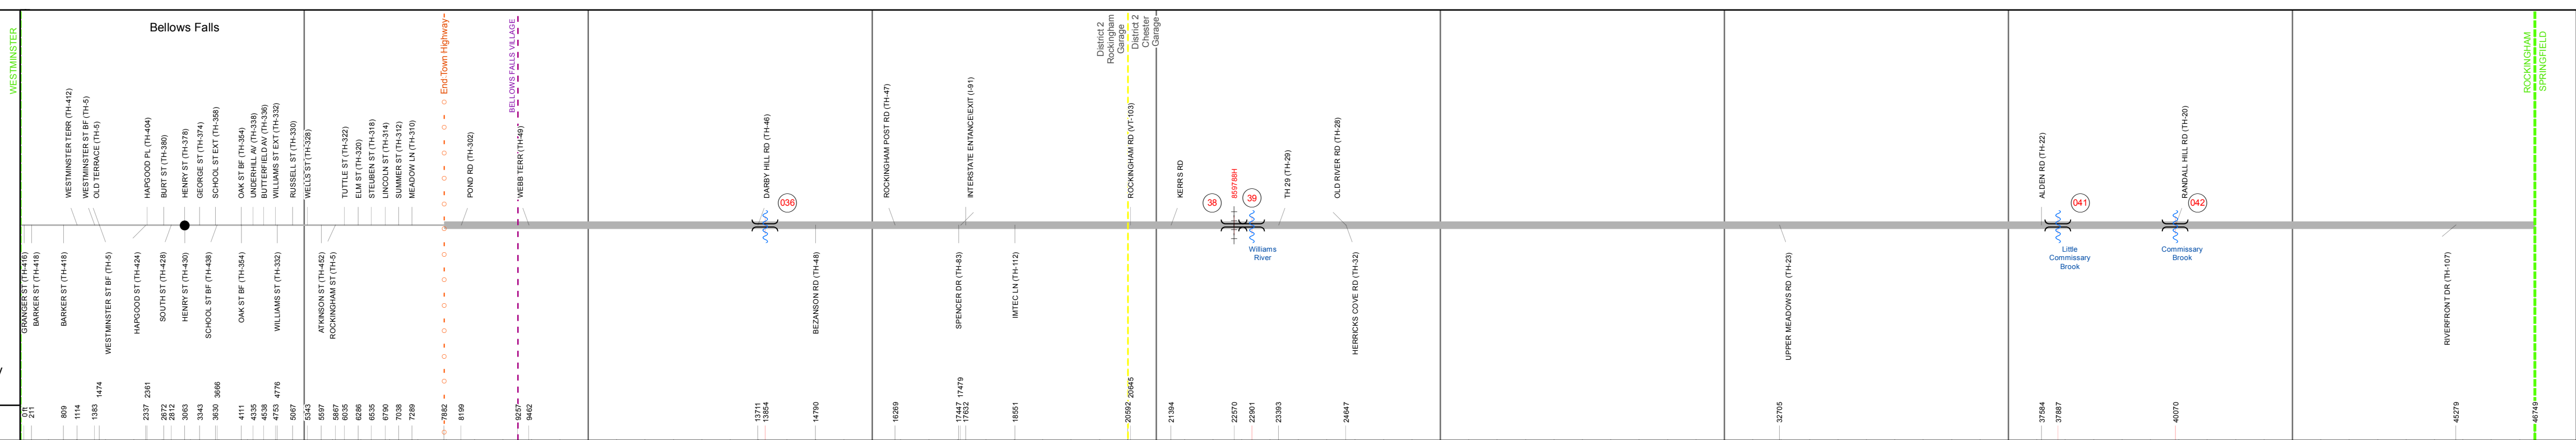 WESTMINSTER
Bellows Falls
End Town Highway
BELLOWS FALLS VILLAGE
District 2
Rockingham
Garage
District 2
Chester
Garage
ROCKINGHAM
SPRINGFIELD
WESTMINSTER TERR (TH-412)
WESTMINSTER ST BF (TH-5)
OLD TERRACE (TH-5)
HAPGOOD PL (TH-404)
BURT ST (TH-380)
HENRY ST (TH-378)
GEORGE ST (TH-374)
SCHOOL ST EXT (TH-358)
OAK ST BF (TH-354)
UNDERHILL AV (TH-338)
BUTTERFIELD AV (TH-336)
WILLIAMS ST EXT (TH-332)
RUSSELL ST (TH-330)
WELLS ST (TH-328)
TUTTLE ST (TH-322)
ELM ST (TH-320)
STEUBEN ST (TH-318)
LINCOLN ST (TH-314)
SUMMER ST (TH-312)
MEADOW LN (TH-310)
POND RD (TH-302)
WEBB TERR (TH-49)
DARBY HILL RD (TH-46)
036
ROCKINGHAM POST RD (TH-47)
INTERSTATE ENTANCE/EXIT (I-91)
ROCKINGHAM RD (VT-103)
KERRS RD
38
859788H
39
TH 29 (TH-29)
OLD RIVER RD (TH-28)
ALDEN RD (TH-22)
041
RANDALL HILL RD (TH-20)
042
GRANGER ST (TH-416)
BARKER ST (TH-418)
BARKER ST (TH-418)
WESTMINSTER ST BF (TH-5)
HAPGOOD ST (TH-424)
SOUTH ST (TH-428)
HENRY ST (TH-430)
SCHOOL ST BF (TH-438)
OAK ST BF (TH-354)
WILLIAMS ST (TH-332)
ATKINSON ST (TH-452)
ROCKINGHAM ST (TH-5)
BEZANSON RD (TH-48)
SPENCER DR (TH-83)
IMTEC LN (TH-112)
Williams
River
HERRICKS COVE RD (TH-32)
UPPER MEADOWS RD (TH-23)
Little
Commissary
Brook
Commissary
Brook
RIVERFRONT DR (TH-107)
0 ft
211
809
1114
1383
1474
2337
2361
2672
2812
3063
3343
3630
3666
4111
4335
4538
4753
4776
5067
5343
5597
5867
6035
6286
6535
6790
7038
7289
7882
8199
9257
9462
13711
13854
14790
16269
17447
17479
17632
18551
20592
20645
21394
22570
22901
23393
24647
32705
37584
37887
40070
45279
46749